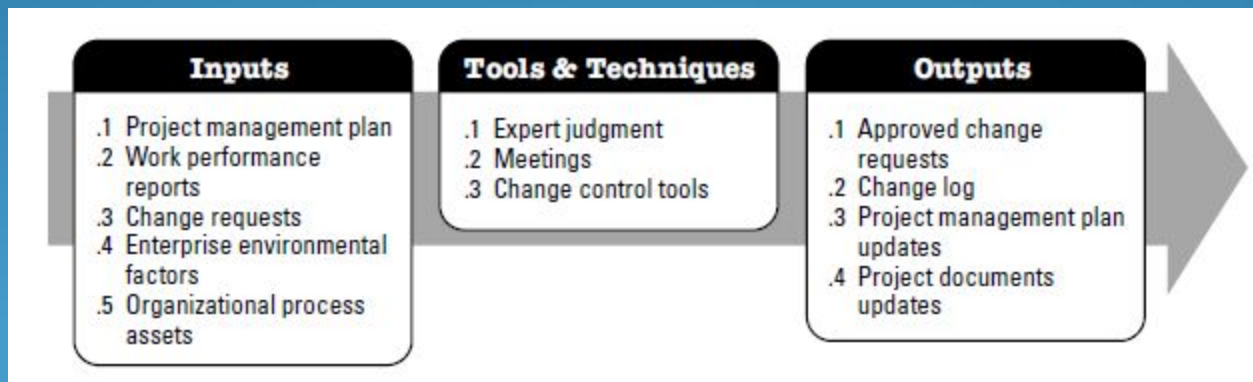 Inputs
.1 Project management plan
.2 Work performance
reports
.3 Change requests
.4 Enterprise environmental
factors
.5 Organizational process
assets
Tools & Techniques
.1 Expert judgment
.2 Meetings
.3 Change control tools
Outputs
.1 Approved change
requests
.2 Change log
.3 Project management plan
updates
.4 Project documents
updates